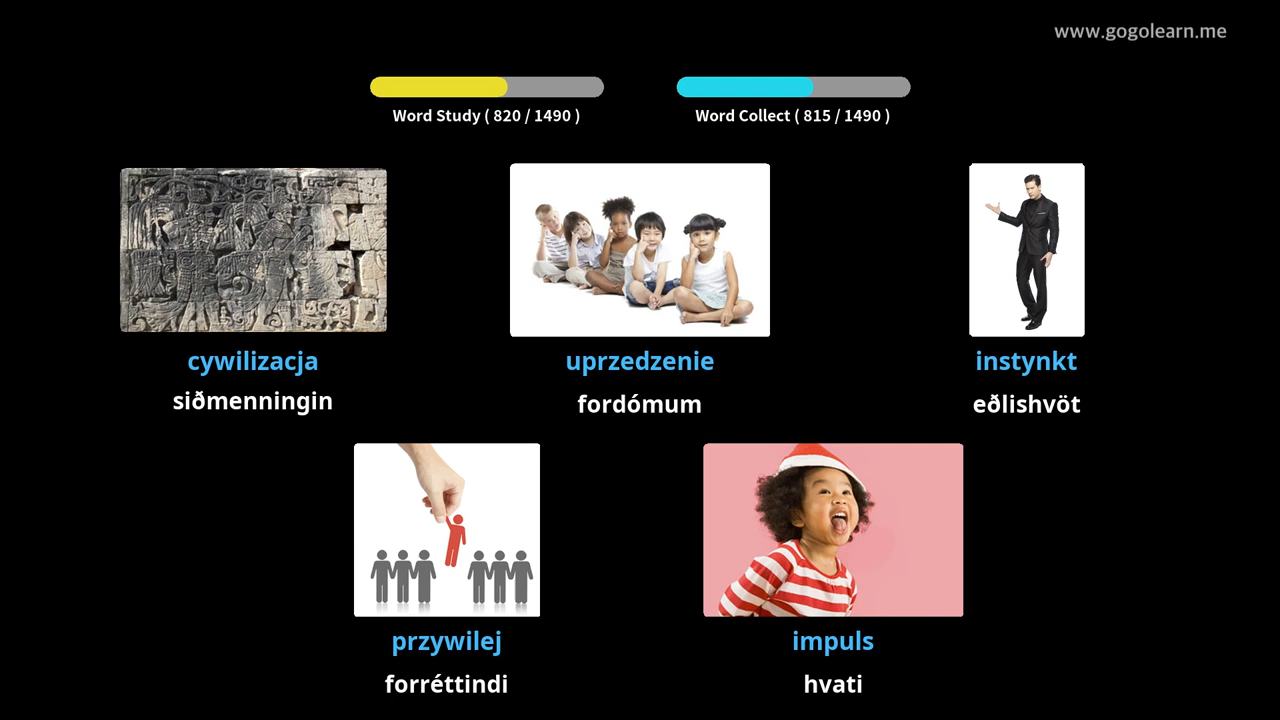 www.gogolearn.me
Word Study ( 820 / 1490 )
Word Collect ( 815 / 1490 )
cywilizacja
siðmenningin
uprzedzenie
fordómum
instynkt
eðlishvöt
przywilej
forréttindi
impuls
hvati